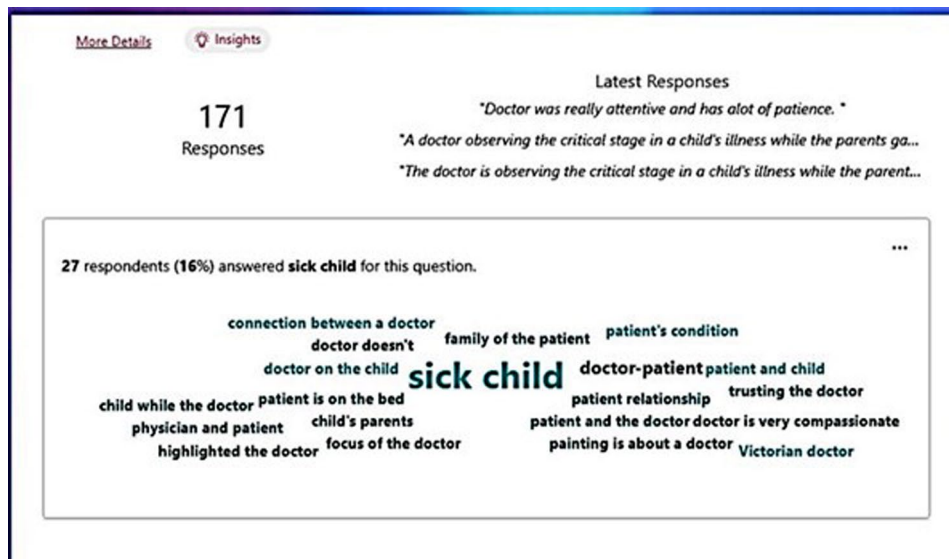 More Details
Insights
171
Responses
Latest Responses
"Doctor was really attentive and has alot of patience. "
"A doctor observing the critical stage in a child's illness while the parents ga...
"The doctor is observing the critical stage in a child's illness while the parent...
...
27 respondents (16%) answered sick child for this question.
connection between a doctor
family of the patient
patient's condition
doctor doesn't
doctor on the child
sick child
doctor-patient
patient and child
child while the doctor
patient is on the bed
patient relationship
trusting the doctor
physician and patient
child's parents
patient and the doctor
doctor is very compassionate
highlighted the doctor
focus of the doctor
painting is about a doctor
Victorian doctor